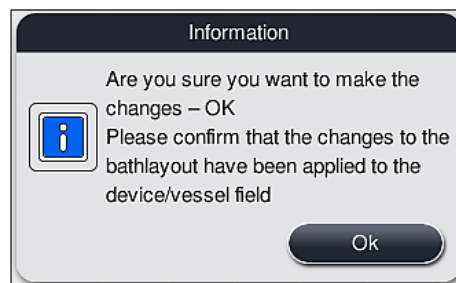 Information
Are you sure you want to make the
changes – OK
Please confirm that the changes to the
bathlayout have been applied to the
device/vessel field
i
Ok